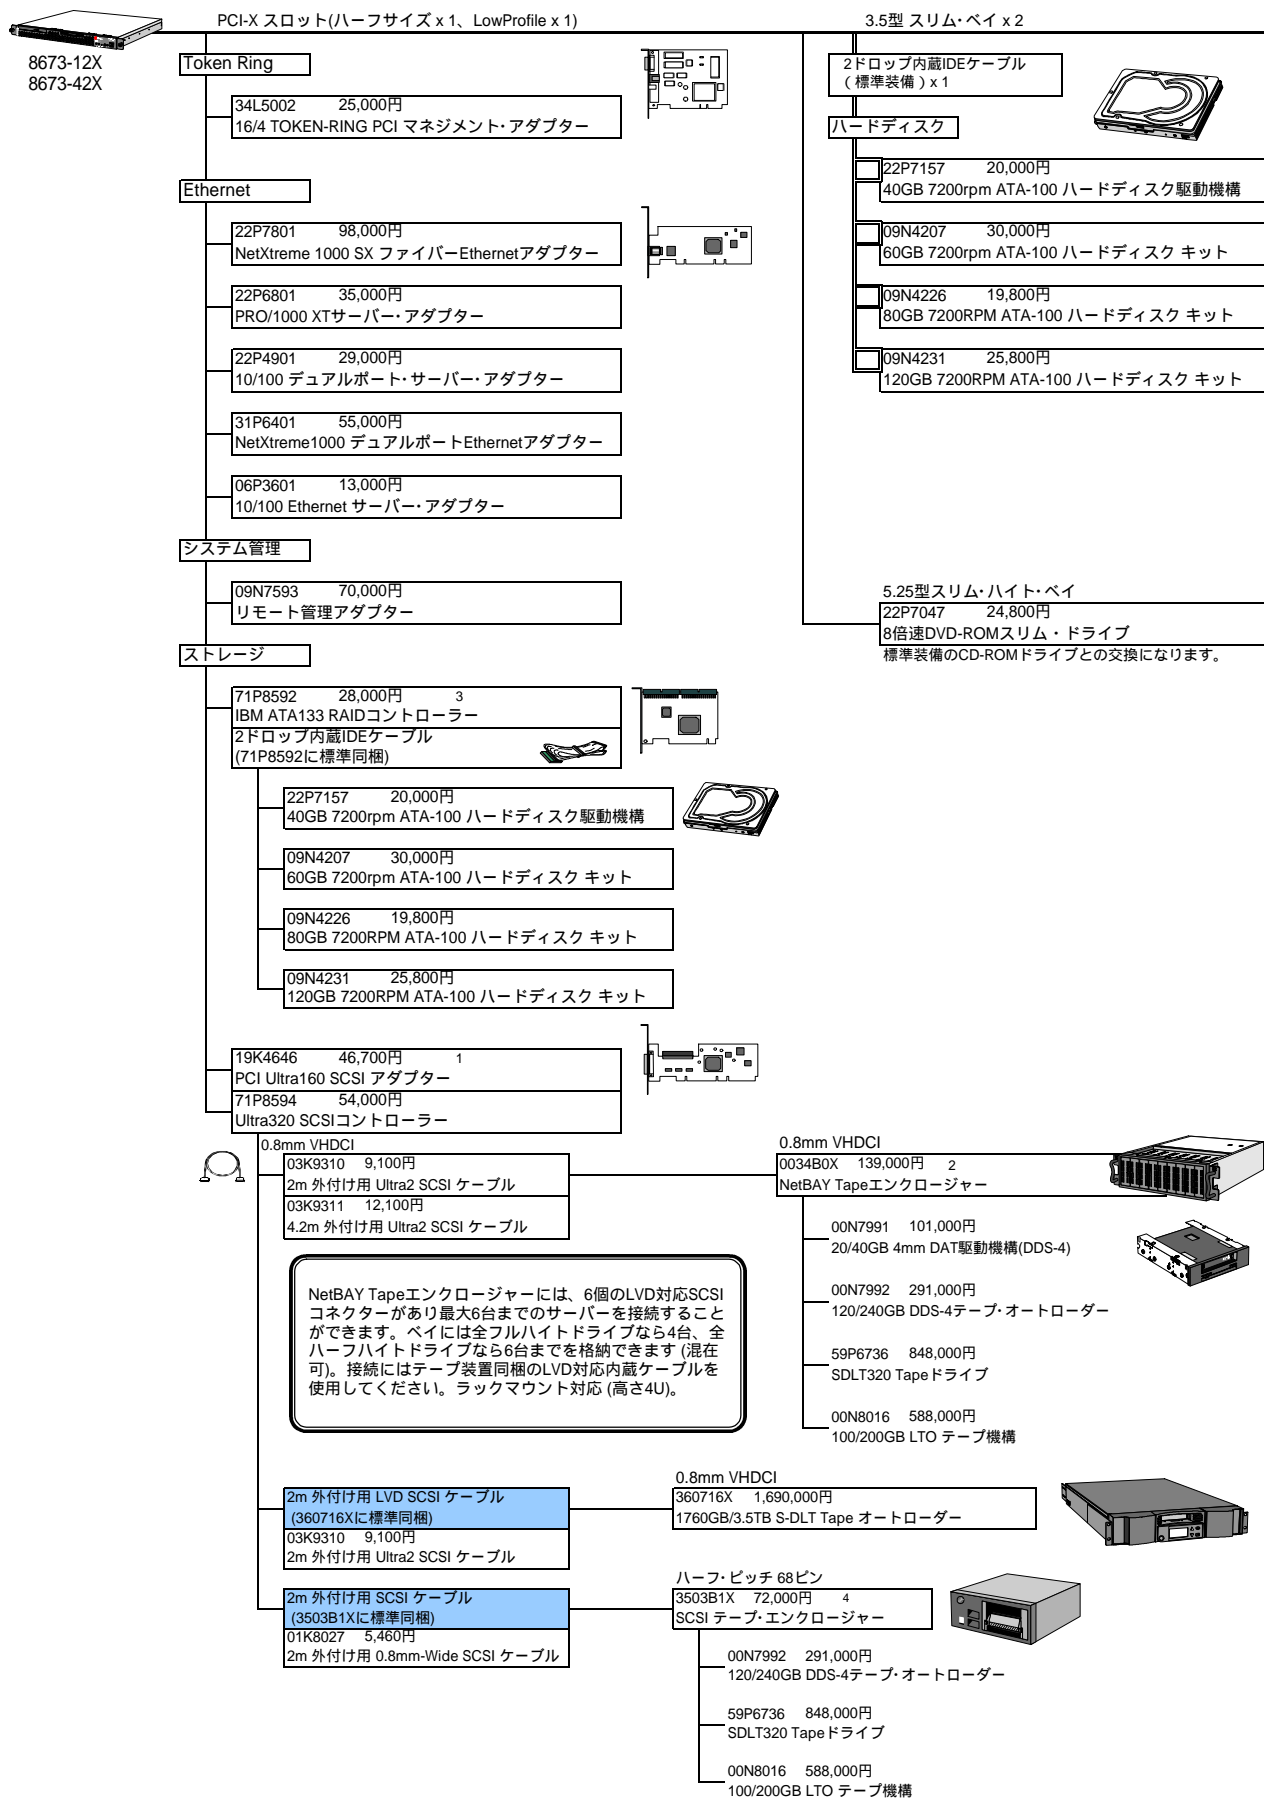 PCI-X スロット(ハーフサイズ x 1、LowProfile x 1)
3.5型 スリム・ベイ x 2
8673-12X
8673-42X
Token Ring
34L5002 25,000円
16/4 TOKEN-RING PCI マネジメント・アダプター
Ethernet
22P7801 98,000円
NetXtreme 1000 SX ファイバーEthernetアダプター
22P6801 35,000円
PRO/1000 XTサーバー・アダプター
22P4901 29,000円
10/100 デュアルポート・サーバー・アダプター
31P6401 55,000円
NetXtreme1000 デュアルポートEthernetアダプター
06P3601 13,000円
10/100 Ethernet サーバー・アダプター
システム管理
09N7593 70,000円
リモート管理アダプター
ストレージ
71P8592 28,000円 3
IBM ATA133 RAIDコントローラー
2ドロップ内蔵IDEケーブル
(71P8592に標準同梱)
22P7157 20,000円
40GB 7200rpm ATA-100 ハードディスク駆動機構
09N4207 30,000円
60GB 7200rpm ATA-100 ハードディスク キット
09N4226 19,800円
80GB 7200RPM ATA-100 ハードディスク キット
09N4231 25,800円
120GB 7200RPM ATA-100 ハードディスク キット
2ドロップ内蔵IDEケーブル
(標準装備) x 1
ハードディスク
22P7157 20,000円
40GB 7200rpm ATA-100 ハードディスク駆動機構
09N4207 30,000円
60GB 7200rpm ATA-100 ハードディスク キット
09N4226 19,800円
80GB 7200RPM ATA-100 ハードディスク キット
09N4231 25,800円
120GB 7200RPM ATA-100 ハードディスク キット
5.25型スリム・ハイト・ベイ
22P7047 24,800円
8倍速DVD-ROMスリム・ドライブ
標準装備のCD-ROMドライブとの交換になります。
19K4646 46,700円 1
PCI Ultra160 SCSI アダプター
71P8594 54,000円
Ultra320 SCSIコントローラー
0.8mm VHDCI
03K9310 9,100円
2m 外付け用 Ultra2 SCSI ケーブル
03K9311 12,100円
4.2m 外付け用 Ultra2 SCSI ケーブル
0.8mm VHDCI
0034B0X 139,000円 2
NetBAY Tapeエンクロージャー
00N7991 101,000円
20/40GB 4mm DAT駆動機構(DDS-4)
00N7992 291,000円
120/240GB DDS-4テープ・オートローダー
59P6736 848,000円
SDLT320 Tapeドライブ
00N8016 588,000円
100/200GB LTO テープ機構
NetBAY Tapeエンクロージャーには、6個のLVD対応SCSI
コネクターがあり最大6台までのサーバーを接続すること
ができます。ベイには全フルハイトドライブなら4台、全
ハーフハイトドライブなら6台までを格納できます (混在
可)。接続にはテープ装置同梱のLVD対応内蔵ケーブルを
使用してください。ラックマウント対応 (高さ4U)。
2m 外付け用 LVD SCSI ケーブル
(360716Xに標準同梱)
03K9310 9,100円
2m 外付け用 Ultra2 SCSI ケーブル
0.8mm VHDCI
360716X 1,690,000円
1760GB/3.5TB S-DLT Tape オートローダー
2m 外付け用 SCSI ケーブル
(3503B1Xに標準同梱)
01K8027 5,460円
2m 外付け用 0.8mm-Wide SCSI ケーブル
ハーフ・ピッチ 68ピン
3503B1X 72,000円 4
SCSI テープ・エンクロージャー
00N7992 291,000円
120/240GB DDS-4テープ・オートローダー
59P6736 848,000円
SDLT320 Tapeドライブ
00N8016 588,000円
100/200GB LTO テープ機構